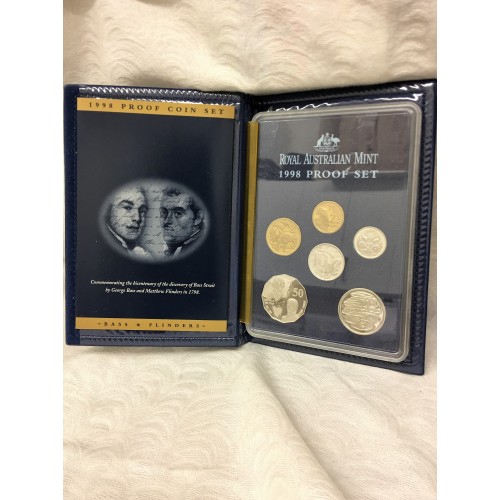 1998 PROOF COIN SET
Commemorating the bicentenary of the discovery of Bass Strait
by George Bass and Matthew Flinders in 1798.
~BASS & FLINDERS~
ROYAL AUSTRALIAN MINT
1998 PROOF SET
50